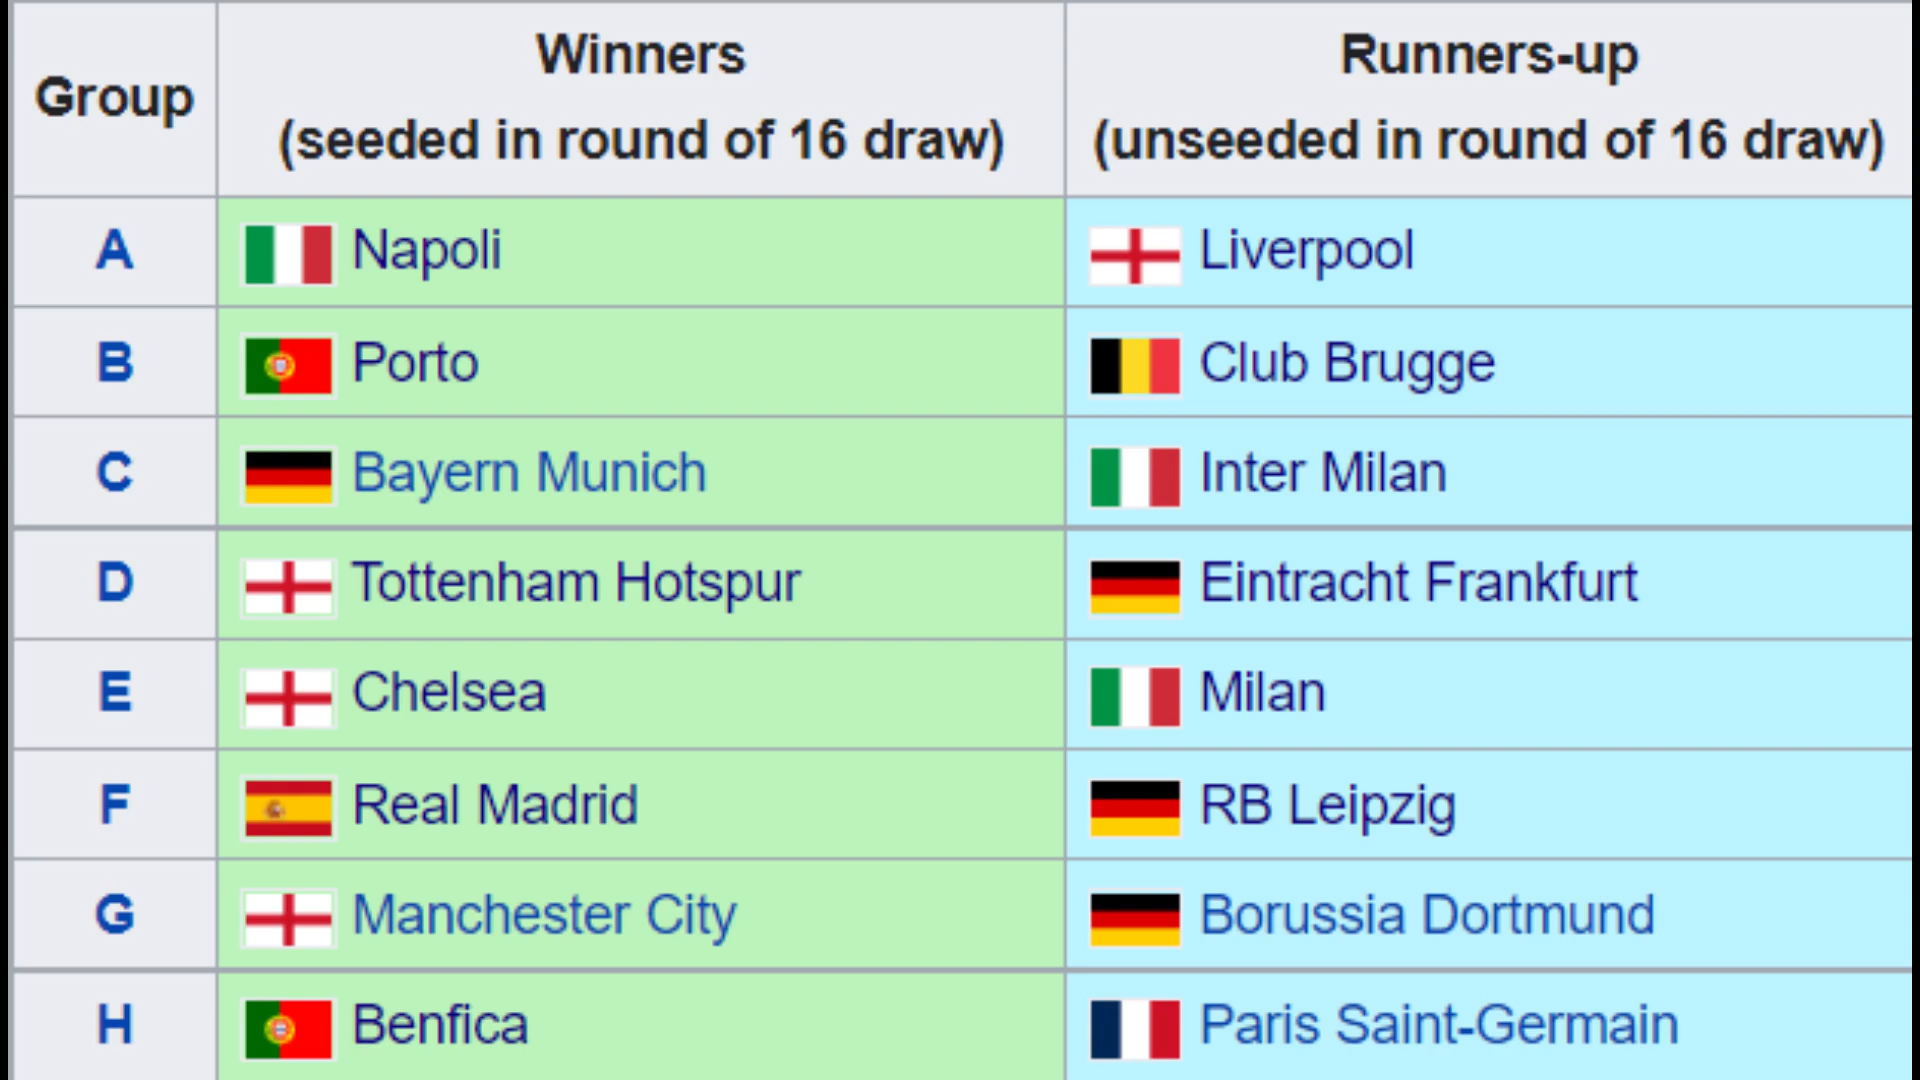 Group
Winners
(seeded in round of 16 draw)
Runners-up
(unseeded in round of 16 draw)
A Napoli Liverpool
B Porto Club Brugge
C Bayern Munich Inter Milan
D Tottenham Hotspur Eintracht Frankfurt
E Chelsea Milan
F Real Madrid RB Leipzig
G Manchester City Borussia Dortmund
H Benfica Paris Saint-Germain